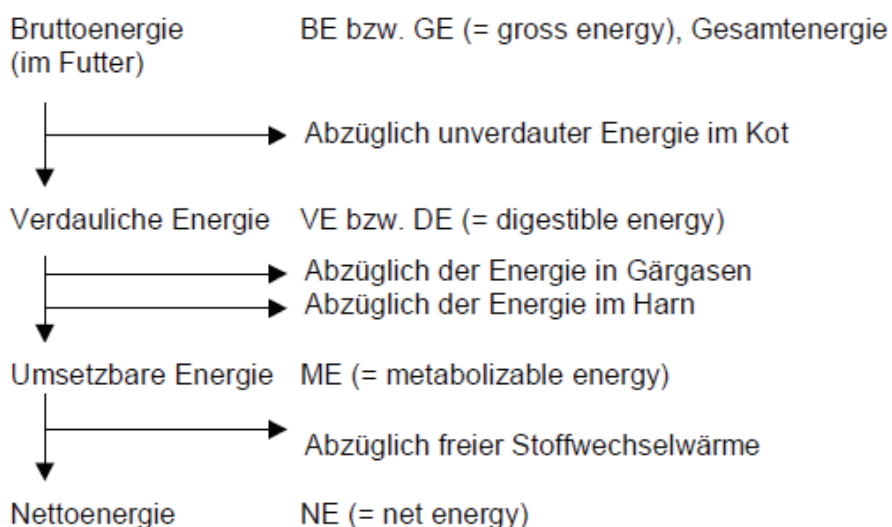 Bruttoenergie BE bzw. GE (= gross energy), Gesamtenergie
(im Futter)
Abzüglich unverdauter Energie im Kot
Verdauliche Energie VE bzw. DE (= digestible energy)
Abzüglich der Energie in Gärgasen
Abzüglich der Energie im Harn
Umsetzbare Energie ME (= metabolizable energy)
Abzüglich freier Stoffwechselwärme
Nettoenergie NE (= net energy)